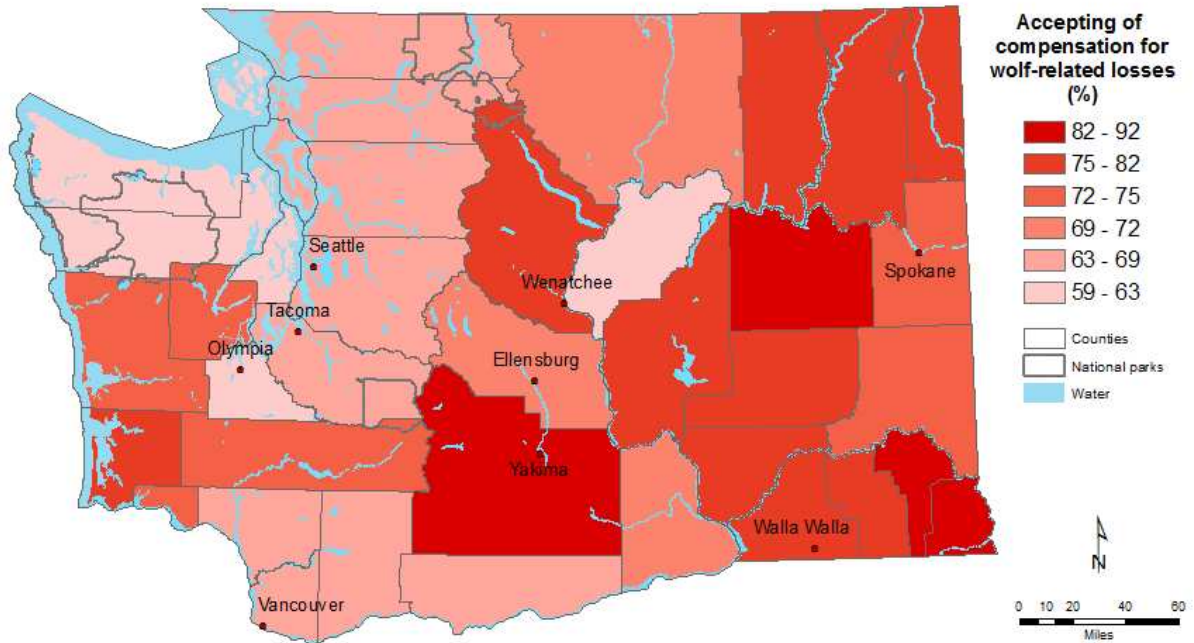 Accepting of
compensation for
wolf-related losses
(%)
82 - 92
75 - 82
72 - 75
69 - 72
63 - 69
59 - 63
Counties
National parks
Water
Seattle
Spokane
Wenatchee
Tacoma
Olympia
Ellensburg
Yakima
Walla Walla
Vancouver
N
0 10 20 40 60
Miles